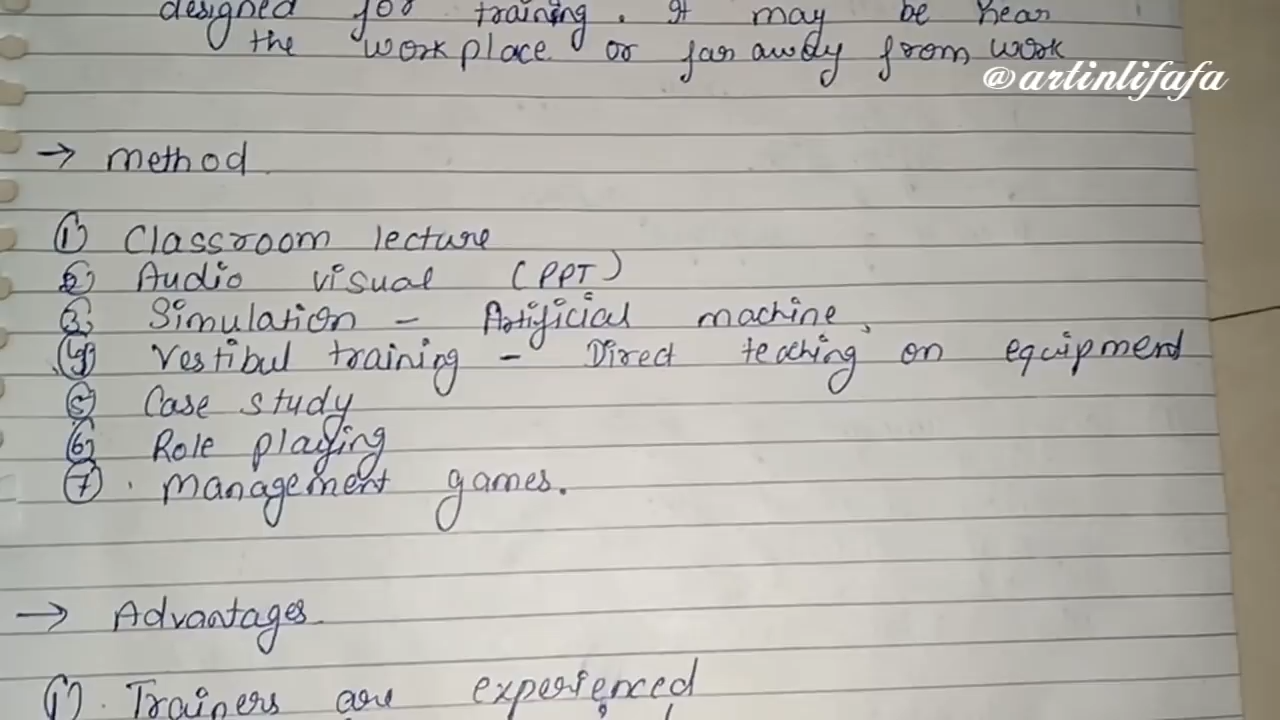 designed for training. It may be near
the workplace or far away from work
@artinlifafa
→ Method
① Classroom lecture
② Audio visual (PPT)
③ Simulation - Artificial machine,
④ Vestibul training - Direct teaching on equipment
⑤ Case study
⑥ Role playing
⑦ . Management games.
→ Advantages.
① . Trainers are experienced